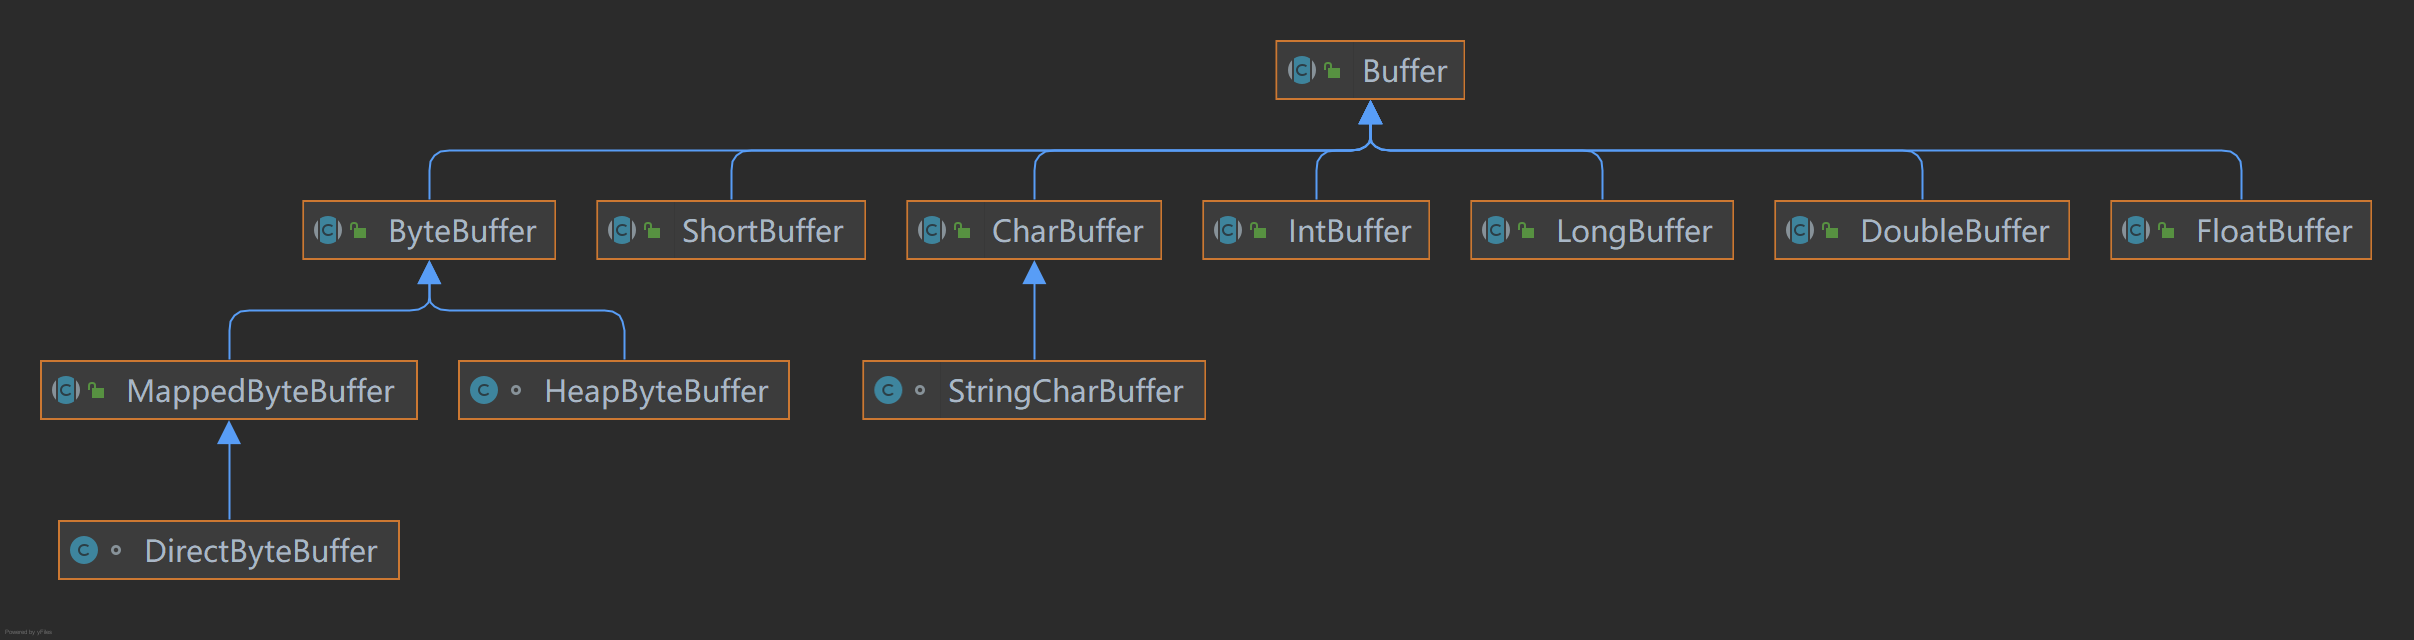 Buffer
ByteBuffer
ShortBuffer
CharBuffer
IntBuffer
LongBuffer
DoubleBuffer
FloatBuffer
MappedByteBuffer
HeapByteBuffer
StringCharBuffer
DirectByteBuffer
Powered by yFiles